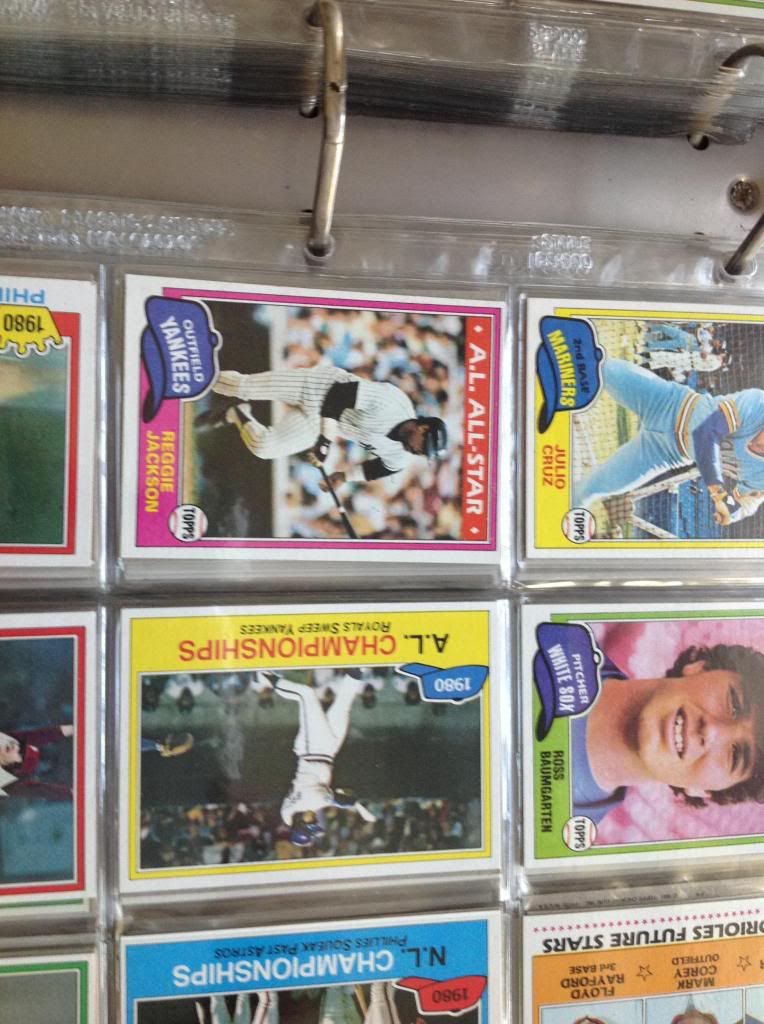 PHIL
1980
OUTFIELD
YANKEES
REGGIE
JACKSON
TOPPS
• A.L. ALL-STAR •
2nd BASE
MARINERS
JULIO
CRUZ
TOPPS
A.L. CHAMPIONSHIPS
ROYALS SWEEP YANKEES
1980
PITCHER
WHITE SOX
ROSS
BAUMGARTEN
TOPPS
N.L. CHAMPIONSHIPS
PHILLIES SQUEAK PAST ASTROS
1980
ORIOLES FUTURE STARS
FLOYD
RAYFORD
3rd BASE
MARK
COREY
OUTFIELD